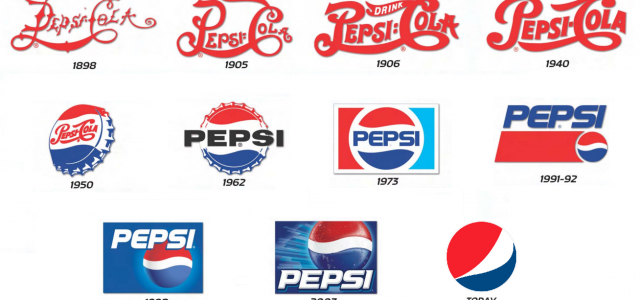 PEPSI-COLA
PEPSI-COLA
DRINK
PEPSI:COLA
PEPSI-COLA
1898
1905
1906
1940
PEPSI-COLA
PEPSI
PEPSI
PEPSI
1950
1962
1973
1991-92
PEPSI
PEPSI
TODAY